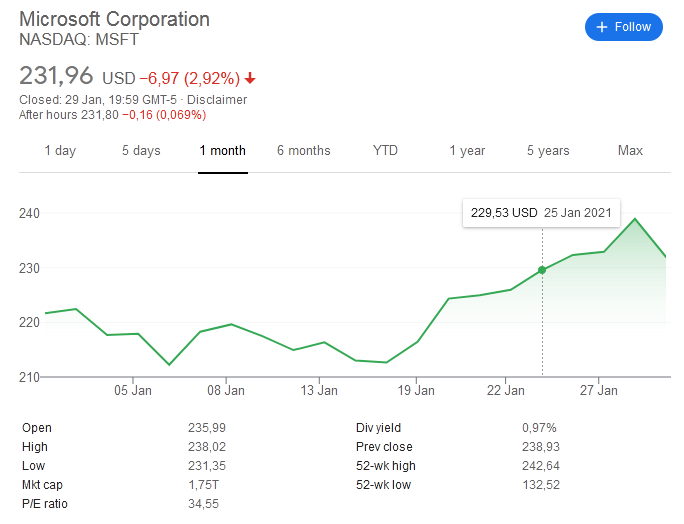 Microsoft Corporation
NASDAQ: MSFT
+ Follow
231,96 USD −6,97 (2,92%)
Closed: 29 Jan, 19:59 GMT-5 · Disclaimer
After hours 231,80 −0,16 (0,069%)
1 day 5 days 1 month 6 months YTD 1 year 5 years Max
229,53 USD 25 Jan 2021
240
230
220
210
05 Jan 08 Jan 13 Jan 19 Jan 22 Jan 27 Jan
Open 235,99 Div yield 0,97%
High 238,02 Prev close 238,93
Low 231,35 52-wk high 242,64
Mkt cap 1,75T 52-wk low 132,52
P/E ratio 34,55